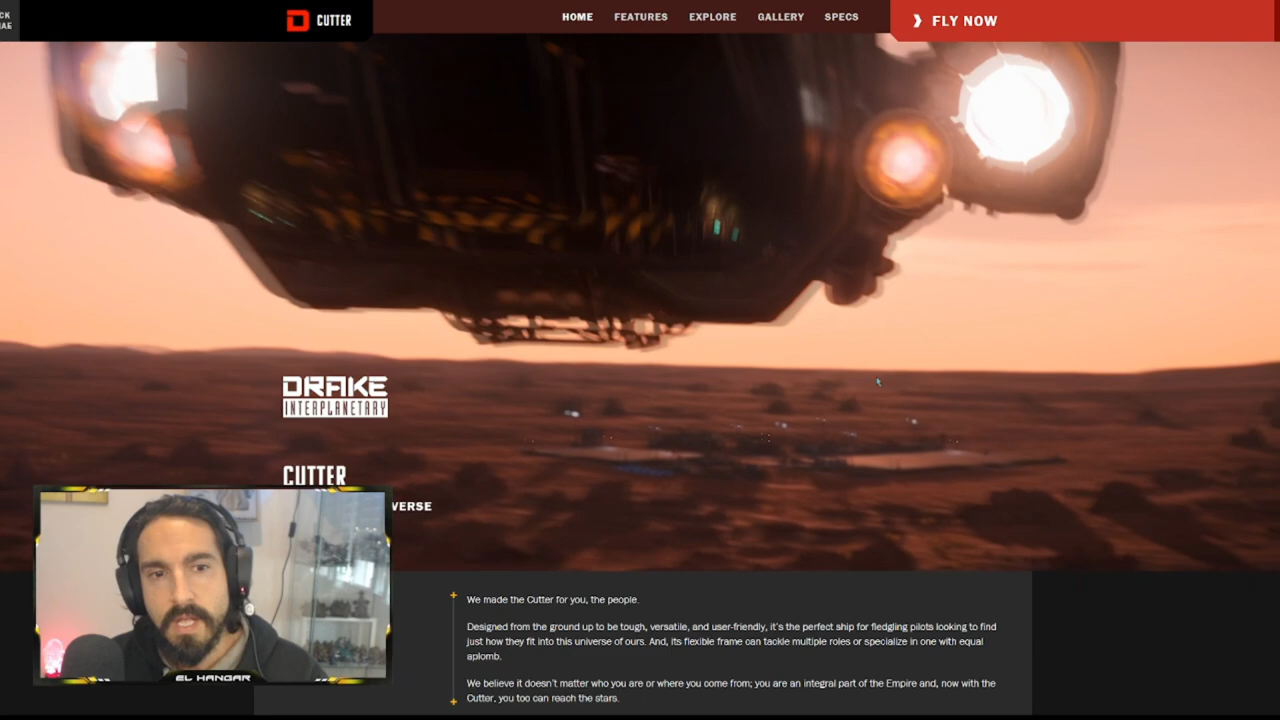 CK
NAE
CUTTER
HOME
FEATURES
EXPLORE
GALLERY
SPECS
FLY NOW
DRAKE
INTERPLANETARY
CUTTER
VERSE
We made the Cutter for you, the people.
Designed from the ground up to be tough, versatile, and user-friendly, it's the perfect ship for fledgling pilots looking to find
just how they fit into this universe of ours. And, its flexible frame can tackle multiple roles or specialize in one with equal
aplomb.
We believe it doesn't matter who you are or where you come from; you are an integral part of the Empire and, now with the
Cutter, you too can reach the stars.
EL HANGAR